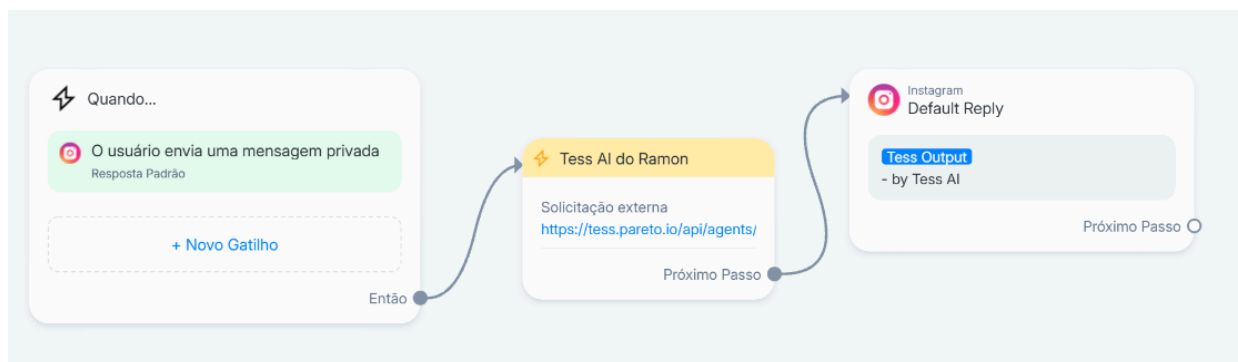 Quando...
O usuário envia uma mensagem privada
Resposta Padrão
+ Novo Gatilho
Então
Tess AI do Ramon
Solicitação externa
https://tess.pareto.io/api/agents/
Próximo Passo
Instagram
Default Reply
Tess Output
- by Tess AI
Próximo Passo